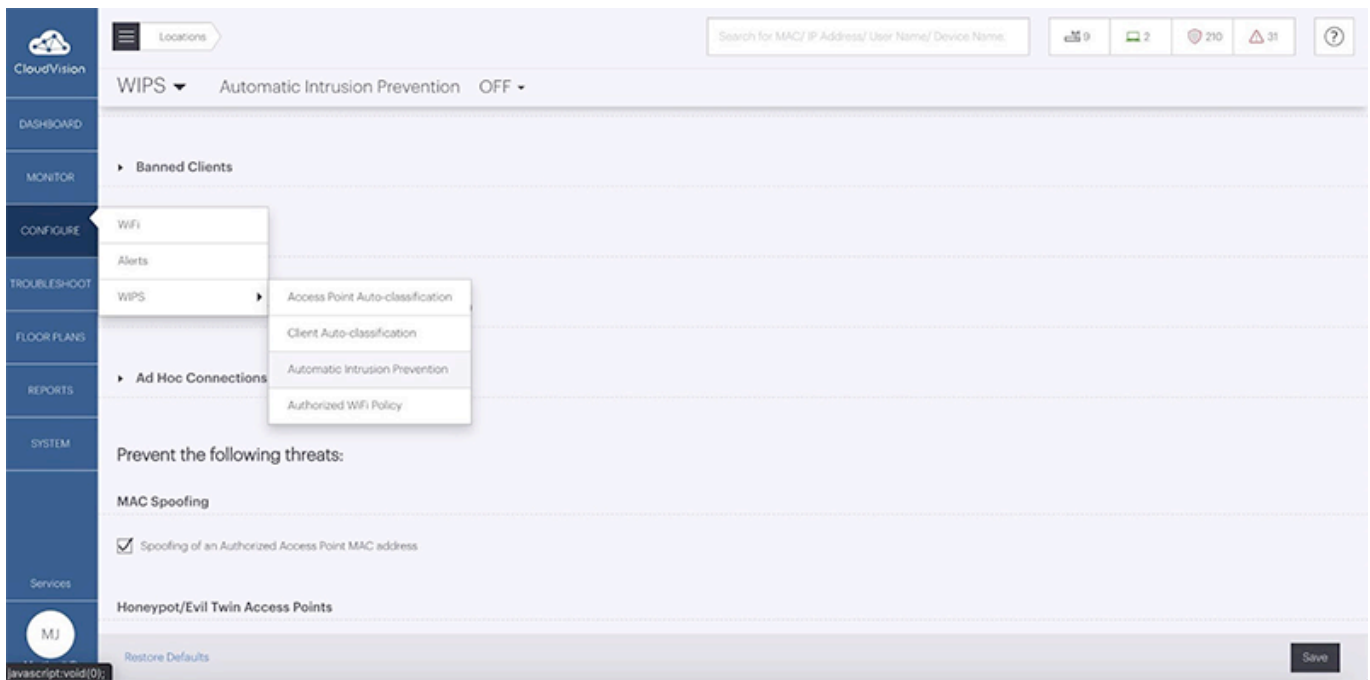 CloudVision
Locations
Search for MAC/ IP Address/ User Name/ Device Name.
9
2
210
31
?
WIPS
Automatic Intrusion Prevention OFF
DASHBOARD
MONITOR
CONFIGURE
TROUBLESHOOT
FLOOR PLANS
REPORTS
SYSTEM
Services
MJ
javascript:void(0);
Banned Clients
WiFi
Alerts
WIPS
Access Point Auto-classification
Client Auto-classification
Automatic Intrusion Prevention
Authorized WiFi Policy
Ad Hoc Connections
Prevent the following threats:
MAC Spoofing
Spoofing of an Authorized Access Point MAC address
Honeypot/Evil Twin Access Points
Restore Defaults
Save